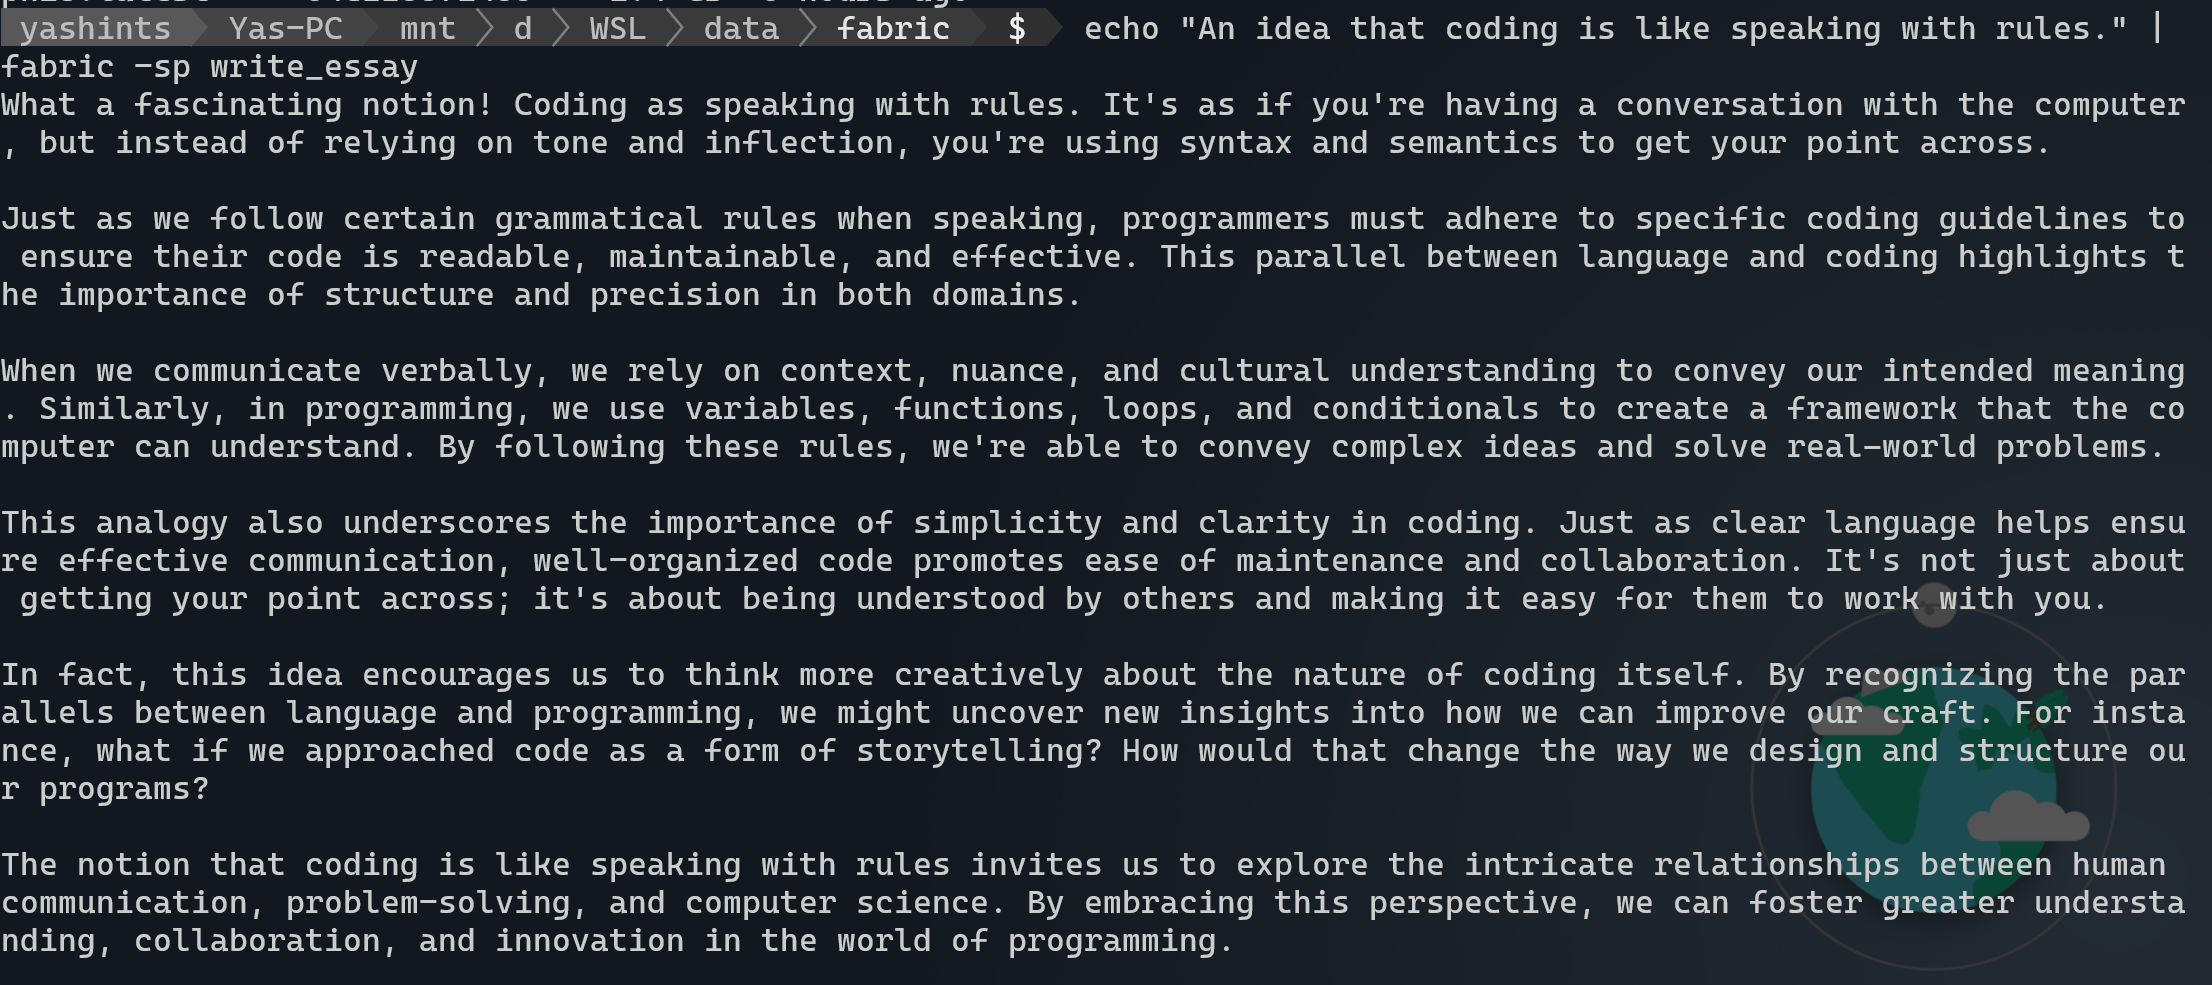 yashints Yas-PC mnt d WSL data fabric $ echo "An idea that coding is like speaking with rules." |
fabric -sp write_essay
What a fascinating notion! Coding as speaking with rules. It's as if you're having a conversation with the computer
, but instead of relying on tone and inflection, you're using syntax and semantics to get your point across.
Just as we follow certain grammatical rules when speaking, programmers must adhere to specific coding guidelines to
 ensure their code is readable, maintainable, and effective. This parallel between language and coding highlights t
he importance of structure and precision in both domains.
When we communicate verbally, we rely on context, nuance, and cultural understanding to convey our intended meaning
. Similarly, in programming, we use variables, functions, loops, and conditionals to create a framework that the co
mputer can understand. By following these rules, we're able to convey complex ideas and solve real-world problems.
This analogy also underscores the importance of simplicity and clarity in coding. Just as clear language helps ensu
re effective communication, well-organized code promotes ease of maintenance and collaboration. It's not just about
 getting your point across; it's about being understood by others and making it easy for them to work with you.
In fact, this idea encourages us to think more creatively about the nature of coding itself. By recognizing the par
allels between language and programming, we might uncover new insights into how we can improve our craft. For insta
nce, what if we approached code as a form of storytelling? How would that change the way we design and structure ou
r programs?
The notion that coding is like speaking with rules invites us to explore the intricate relationships between human
communication, problem-solving, and computer science. By embracing this perspective, we can foster greater understa
nding, collaboration, and innovation in the world of programming.